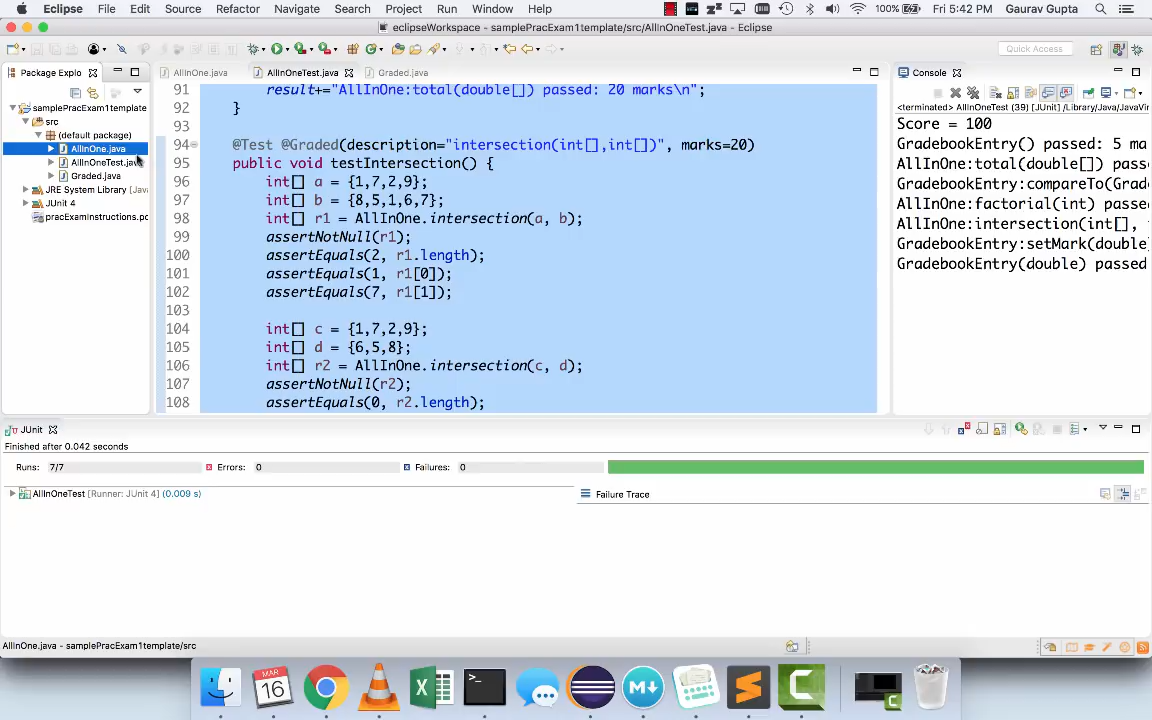 Eclipse File Edit Source Refactor Navigate Search Project Run Window Help 100% Fri 5:42 PM Gaurav Gupta
eclipseWorkspace - samplePracExam1template/src/AllInOneTest.java - Eclipse
Quick Access
Package Explo
samplePracExam1template
src
(default package)
AllInOne.java
AllInOneTest.jav
Graded.java
JRE System Library [Java
JUnit 4
pracExamInstructions.pc
AllInOne.java AllInOneTest.java Graded.java
91 result+="AllInOne:total(double[]) passed: 20 marks\n";
92 }
93
94 @Test @Graded(description="intersection(int[],int[])", marks=20)
95 public void testIntersection() {
96 int[] a = {1,7,2,9};
97 int[] b = {8,5,1,6,7};
98 int[] r1 = AllInOne.intersection(a, b);
99 assertNotNull(r1);
100 assertEquals(2, r1.length);
101 assertEquals(1, r1[0]);
102 assertEquals(7, r1[1]);
103
104 int[] c = {1,7,2,9};
105 int[] d = {6,5,8};
106 int[] r2 = AllInOne.intersection(c, d);
107 assertNotNull(r2);
108 assertEquals(0, r2.length);
Console
<terminated> AllInOneTest (39) [JUnit] /Library/Java/JavaVir
Score = 100
GradebookEntry() passed: 5 ma
AllInOne:total(double[]) pass
GradebookEntry:compareTo(Grad
AllInOne:factorial(int) passe
AllInOne:intersection(int[],
GradebookEntry:setMark(double
GradebookEntry(double) passed
JUnit
Finished after 0.042 seconds
Runs: 7/7 Errors: 0 Failures: 0
AllInOneTest [Runner: JUnit 4] (0.009 s)
Failure Trace
AllInOne.java - samplePracExam1template/src
MAR
16